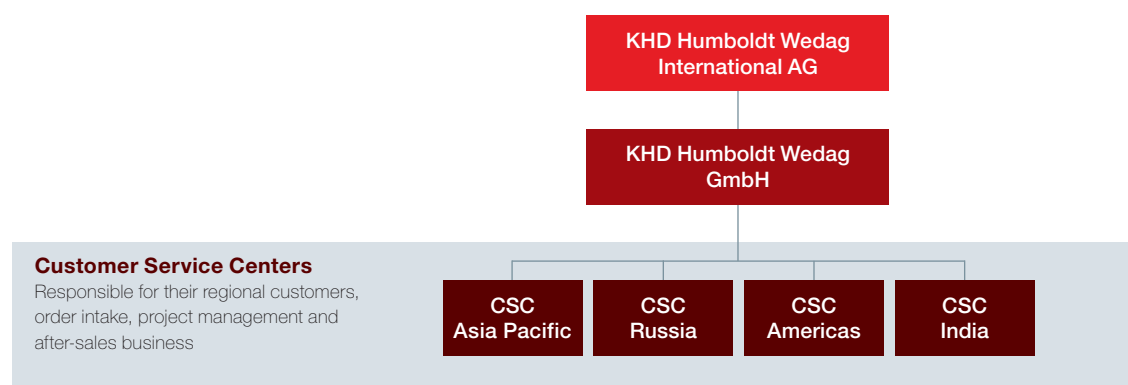 KHD Humboldt Wedag
International AG
KHD Humboldt Wedag
GmbH
Customer Service Centers
Responsible for their regional customers,
order intake, project management and
after-sales business
CSC
Asia Pacific
CSC
Russia
CSC
Americas
CSC
India